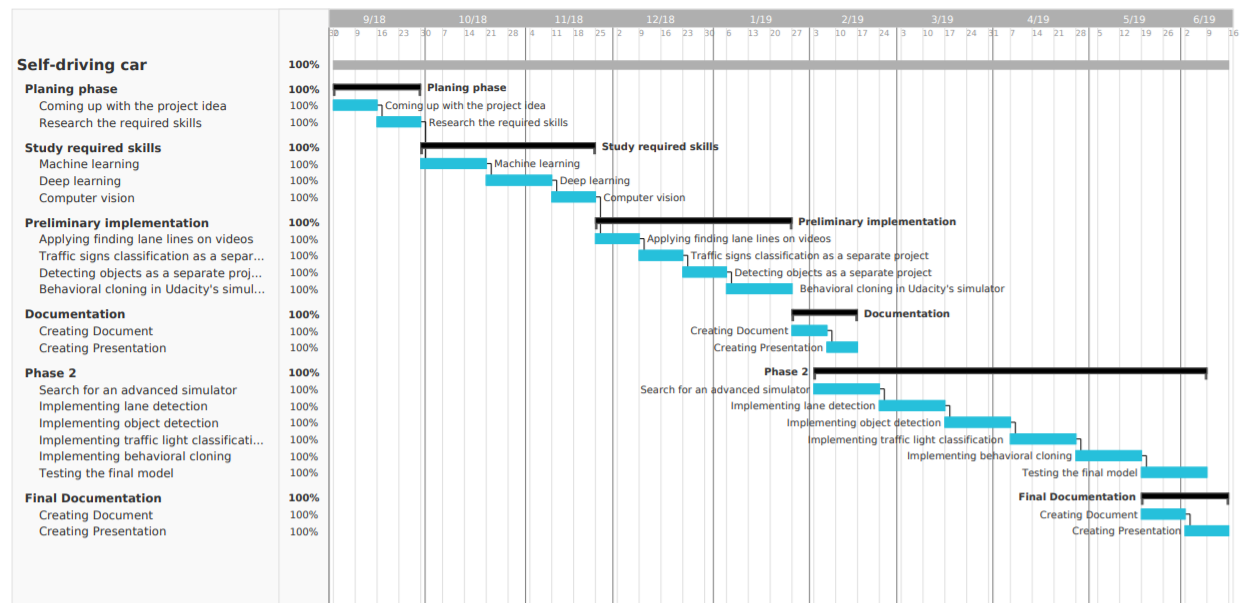 9/18 10/18 11/18 12/18 1/19 2/19 3/19 4/19 5/19 6/19
9 16 23 30 7 14 21 28 4 11 18 25 2 9 16 23 30 6 13 20 27 3 10 17 24 3 10 17 24 31 7 14 21 28 5 12 19 26 2 9 16
Self-driving car 100%
Planing phase 100% Planing phase
Coming up with the project idea 100% Coming up with the project idea
Research the required skills 100% Research the required skills
Study required skills 100% Study required skills
Machine learning 100% Machine learning
Deep learning 100% Deep learning
Computer vision 100% Computer vision
Preliminary implementation 100% Preliminary implementation
Applying finding lane lines on videos 100% Applying finding lane lines on videos
Traffic signs classification as a separ... 100% Traffic signs classification as a separate project
Detecting objects as a separate proj... 100% Detecting objects as a separate project
Behavioral cloning in Udacity's simul... 100% Behavioral cloning in Udacity's simulator
Documentation 100% Documentation
Creating Document 100% Creating Document
Creating Presentation 100% Creating Presentation
Phase 2 100% Phase 2
Search for an advanced simulator 100% Search for an advanced simulator
Implementing lane detection 100% Implementing lane detection
Implementing object detection 100% Implementing object detection
Implementing traffic light classificati... 100% Implementing traffic light classification
Implementing behavioral cloning 100% Implementing behavioral cloning
Testing the final model 100% Testing the final model
Final Documentation 100% Final Documentation
Creating Document 100% Creating Document
Creating Presentation 100% Creating Presentation